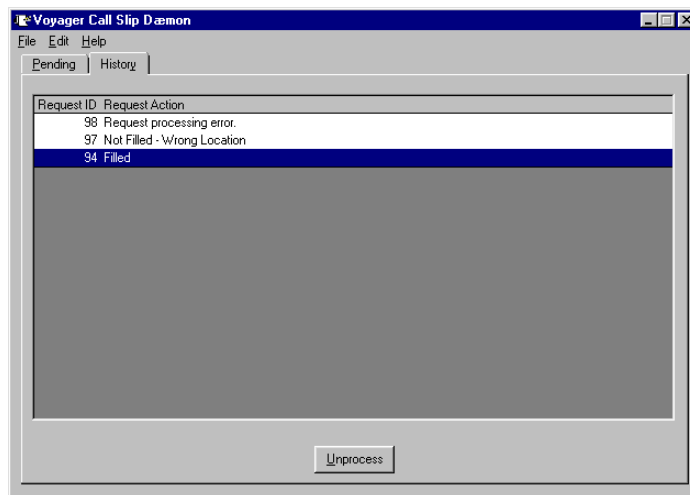 Voyager Call Slip Dæmon
File Edit Help
Pending History
Request ID Request Action
98 Request processing error.
97 Not Filled - Wrong Location
94 Filled
Unprocess